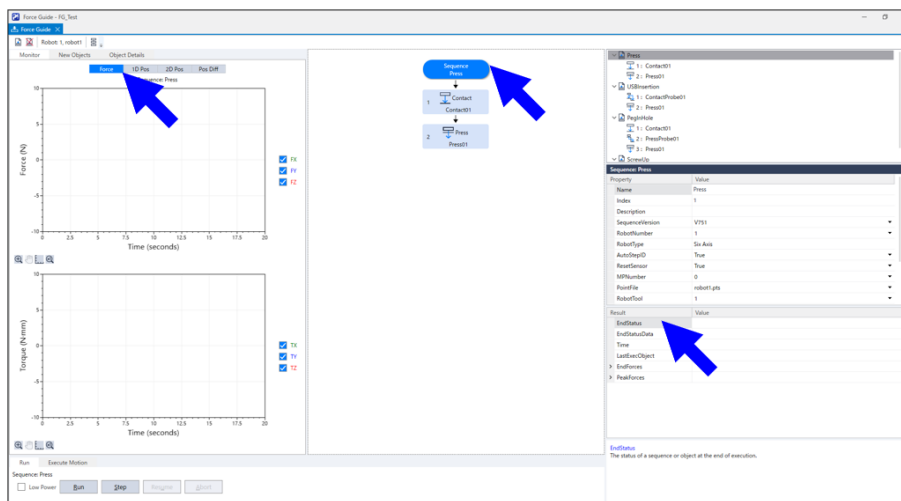 Force Guide - FG_Test
Force Guide
Robot: 1, robot1
Monitor New Objects Object Details
Force 1D Pos 2D Pos Pos Diff
Sequence: Press
10
5
0
-5
-10
Force (N)
0 2.5 5 7.5 10 12.5 15 17.5 20
Time (seconds)
FX
FY
FZ
10
5
0
-5
-10
Torque (N·mm)
0 2.5 5 7.5 10 12.5 15 17.5 20
Time (seconds)
TX
TY
TZ
Run Execute Motion
Sequence: Press
Low Power Run Step Resume Abort
Sequence
Press
1 Contact
Contact01
2 Press
Press01
Press
1 : Contact01
2 : Press01
USBInsertion
1 : ContactProbe01
2 : Press01
PegInHole
1 : Contact01
2 : PressProbe01
3 : Press01
ScrewUp
Sequence: Press
Property Value
Name Press
Index 1
Description
SequenceVersion V751
RobotNumber 1
RobotType Six Axis
AutoStepID True
ResetSensor True
MPNumber 0
PointFile robot1.pts
RobotTool 1
Result Value
EndStatus
EndStatusData
Time
LastExecObject
EndForces
PeakForces
EndStatus
The status of a sequence or object at the end of execution.